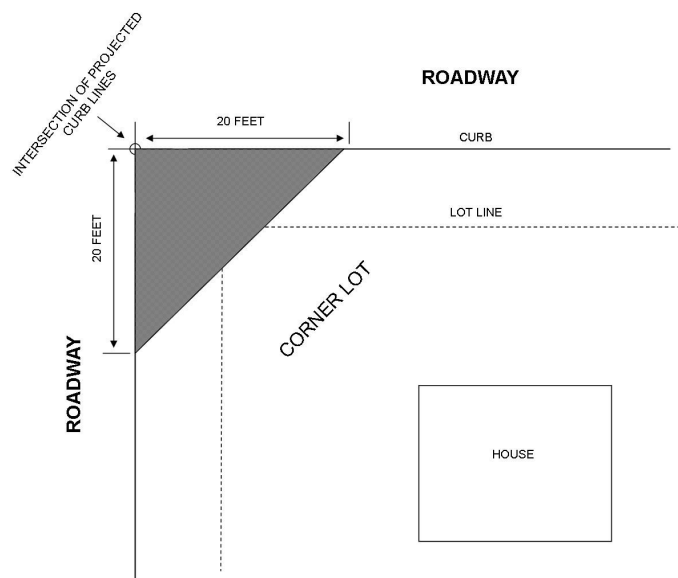 ROADWAY
INTERSECTION OF PROJECTED
CURB LINES
20 FEET
CURB
LOT LINE
20 FEET
CORNER LOT
ROADWAY
HOUSE